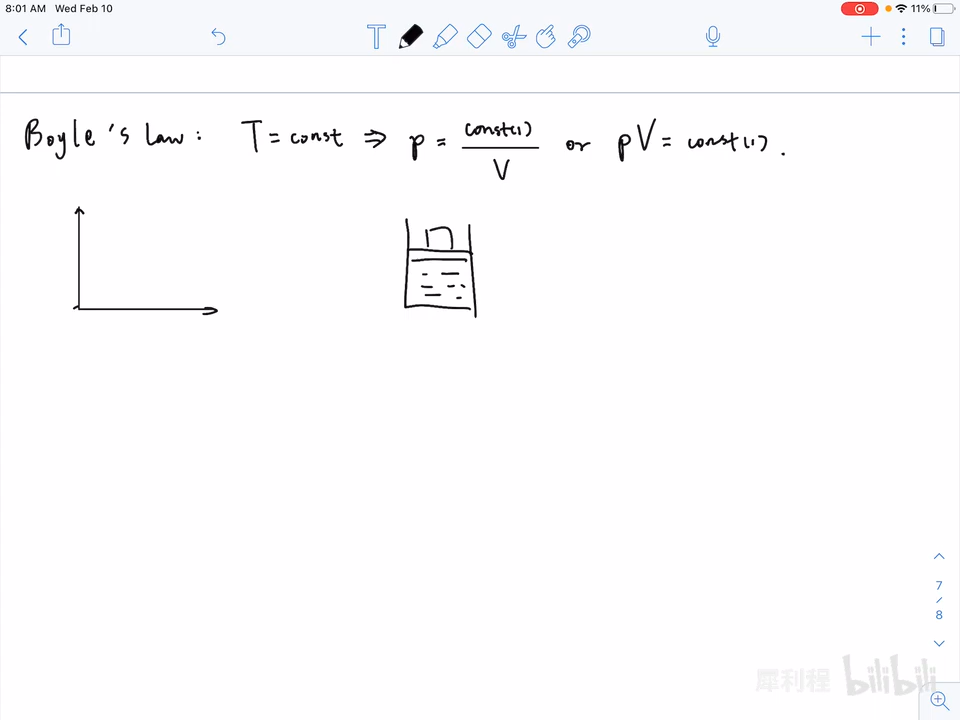 8:01 AM Wed Feb 10 11%
T
Boyle's law: T = const ⇒ p = const(1) / V or pV = const(1).
7
/
8
犀利程 bilibili